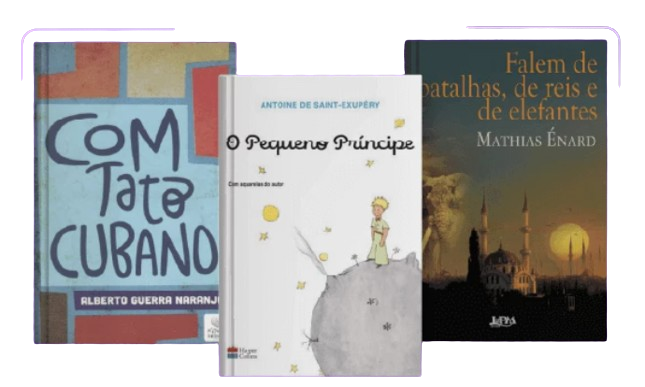 COM
Tato
CUBANO
ALBERTO GUERRA NARANJ
ANTOINE DE SAINT-EXUPÉRY
O Pequeno Príncipe
Com aquarelas do autor
Harper
Collins
Falem de
batalhas, de reis e
de elefantes
MATHIAS ÉNARD
L&PM